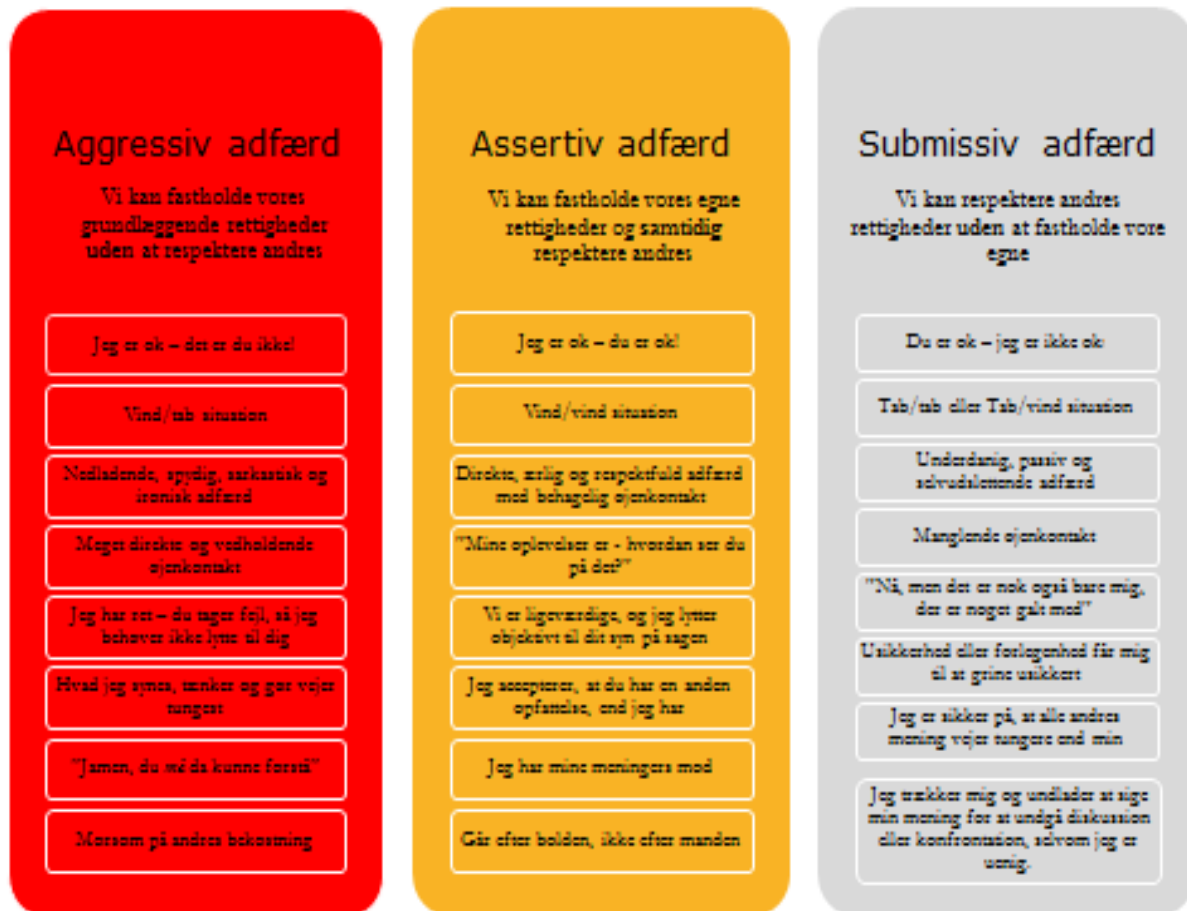 Aggressiv adfærd
Vi kan fastholde vores
grundlæggende rettigheder
uden at respektere andres
Jeg er ok – det er du ikke!
Vind/tab situation
Nedladende, spydig, sarkastisk og
ironisk adfærd
Meget direkte og vedholdende
øjenkontakt
Jeg har ret – du tager fejl, så jeg
behøver ikke lytte til dig
Hvad jeg synes, tænker og gør vejer
tungest
"Jamen, du må da kunne forstå"
Morsom på andres bekostning
Assertiv adfærd
Vi kan fastholde vores egne
rettigheder og samtidig
respektere andres
Jeg er ok – du er ok!
Vind/vind situation
Direkte, ærlig og respektfuld adfærd
med behagelig øjenkontakt
"Mine oplevelser er - hvordan ser du
på det?"
Vi er ligeværdige, og jeg lytter
objektivt til dit syn på sagen
Jeg accepterer, at du har en anden
opfattelse, end jeg har
Jeg har mine meningers mod
Går efter bolden, ikke efter manden
Submissiv adfærd
Vi kan respektere andres
rettigheder uden at fastholde vore
egne
Du er ok – jeg er ikke ok
Tab/tab eller Tab/vind situation
Underdanig, passiv og
selvudslettende adfærd
Manglende øjenkontakt
"Nå, men det er nok også bare mig,
der er noget galt med"
Usikkerhed eller forlegenhed får mig
til at grine usikkert
Jeg er sikker på, at alle andres
mening vejer tungere end min
Jeg trækker mig og undlader at sige
min mening for at undgå diskussion
eller konfrontation, selvom jeg er
uenig.